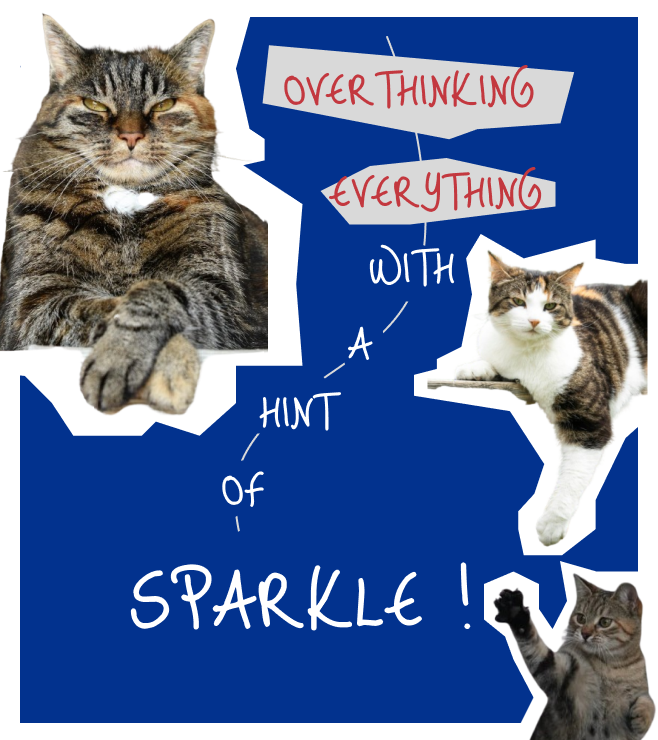 OVERTHINKING
EVERYTHING
WITH
A
HINT
Of
SPARKLE !